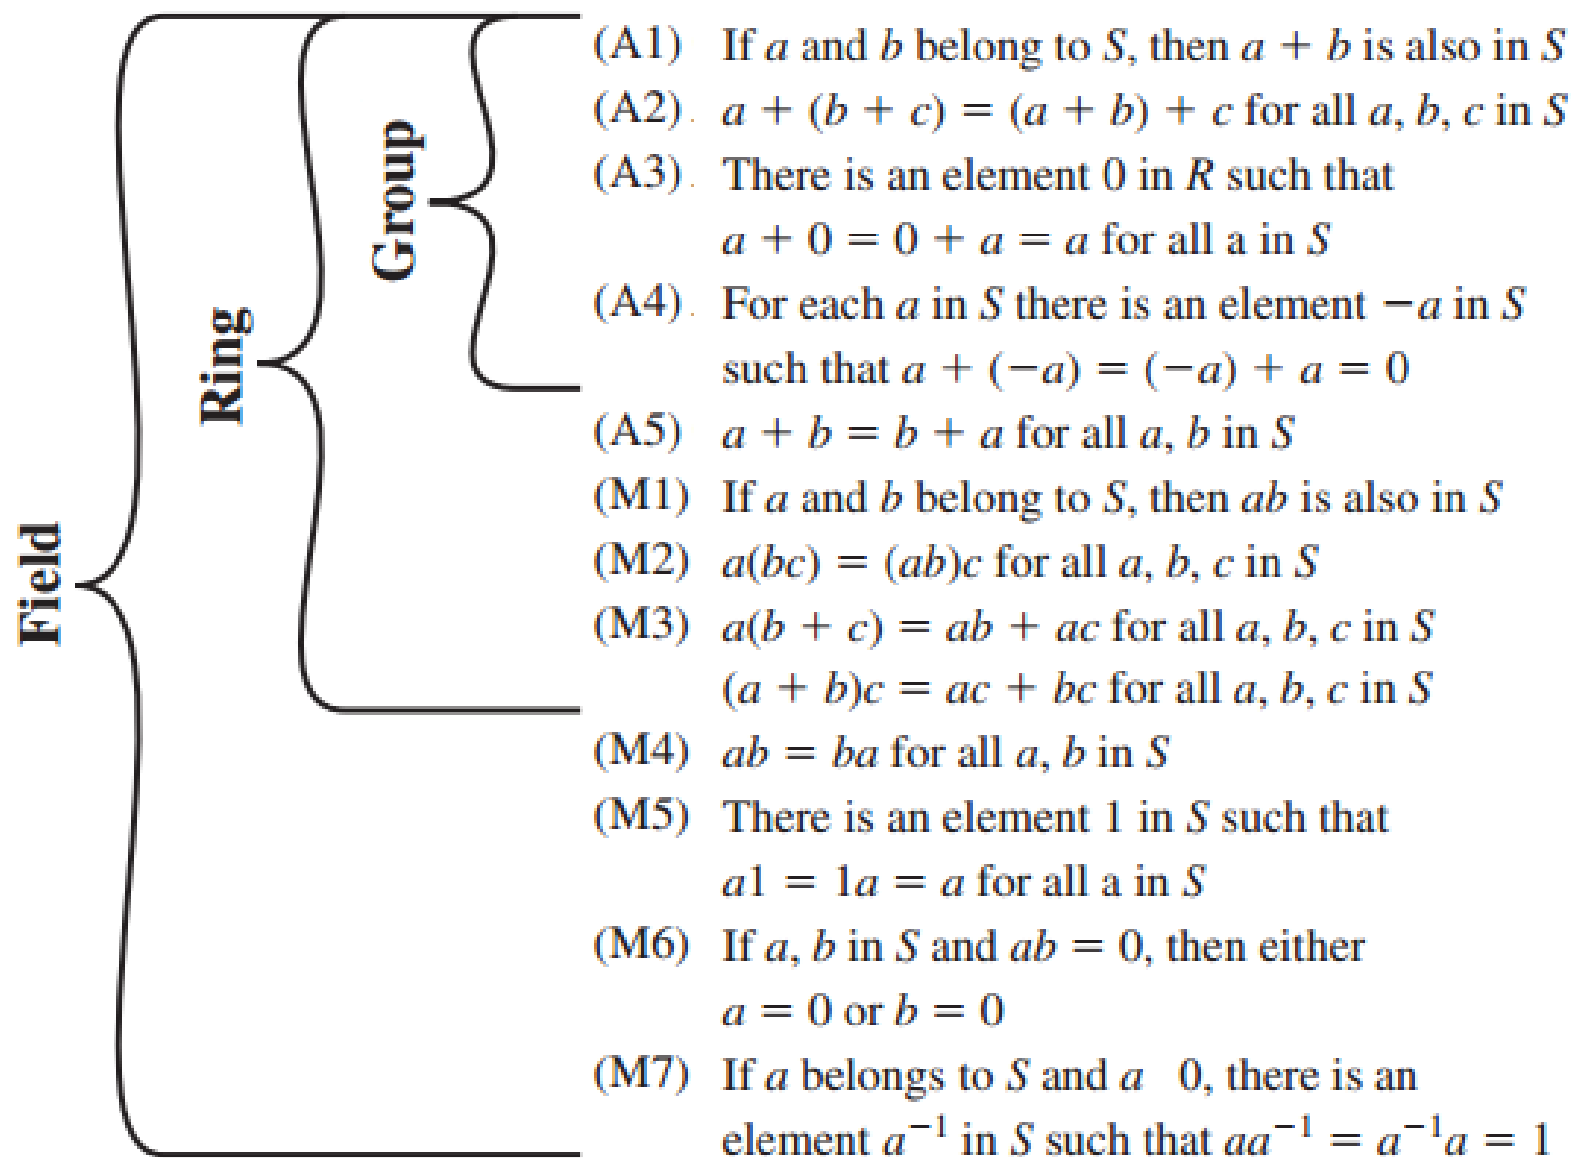 Field
Ring
Group
(A1) If a and b belong to S, then a + b is also in S
(A2). a + (b + c) = (a + b) + c for all a, b, c in S
(A3). There is an element 0 in R such that
a + 0 = 0 + a = a for all a in S
(A4). For each a in S there is an element −a in S
such that a + (−a) = (−a) + a = 0
(A5) a + b = b + a for all a, b in S
(M1) If a and b belong to S, then ab is also in S
(M2) a(bc) = (ab)c for all a, b, c in S
(M3) a(b + c) = ab + ac for all a, b, c in S
(a + b)c = ac + bc for all a, b, c in S
(M4) ab = ba for all a, b in S
(M5) There is an element 1 in S such that
a1 = 1a = a for all a in S
(M6) If a, b in S and ab = 0, then either
a = 0 or b = 0
(M7) If a belongs to S and a 0, there is an
element a⁻¹ in S such that aa⁻¹ = a⁻¹a = 1